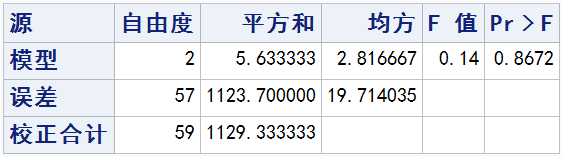 源 自由度 平方和 均方 F 值 Pr > F
模型 2 5.633333 2.816667 0.14 0.8672
误差 57 1123.700000 19.714035
校正合计 59 1129.333333